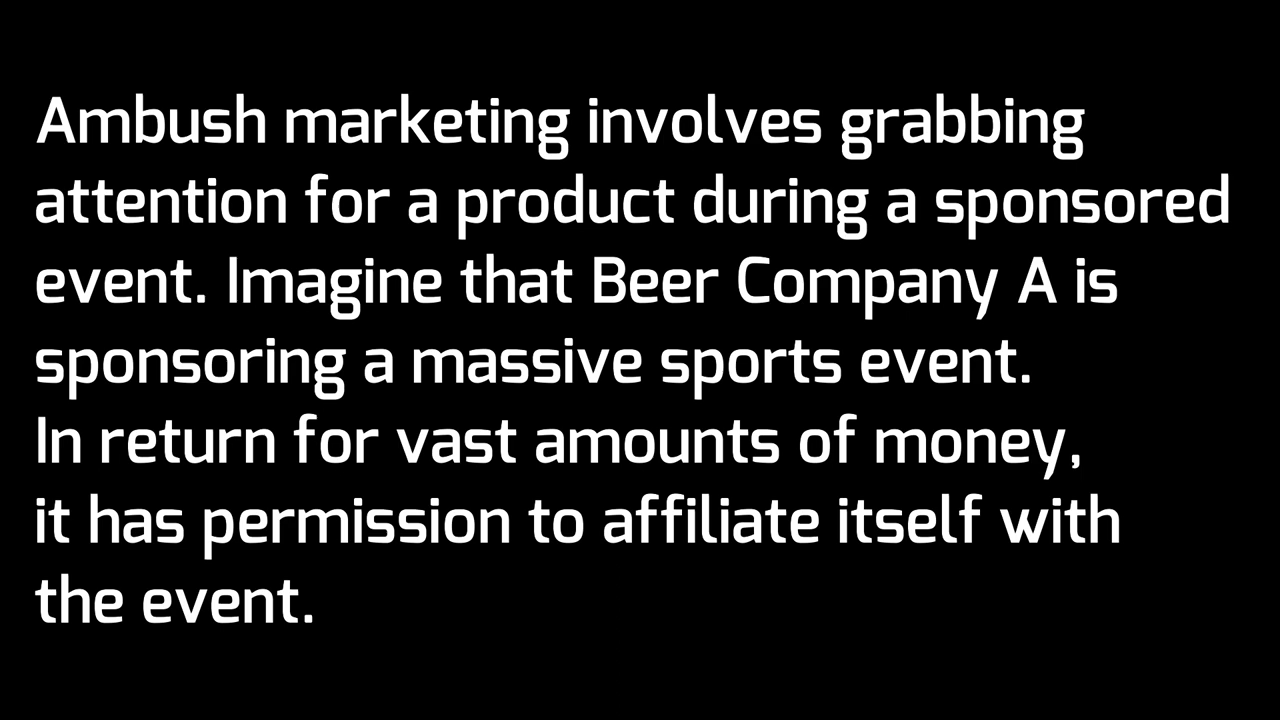 Ambush marketing involves grabbing
attention for a product during a sponsored
event. Imagine that Beer Company A is
sponsoring a massive sports event.
In return for vast amounts of money,
it has permission to affiliate itself with
the event.